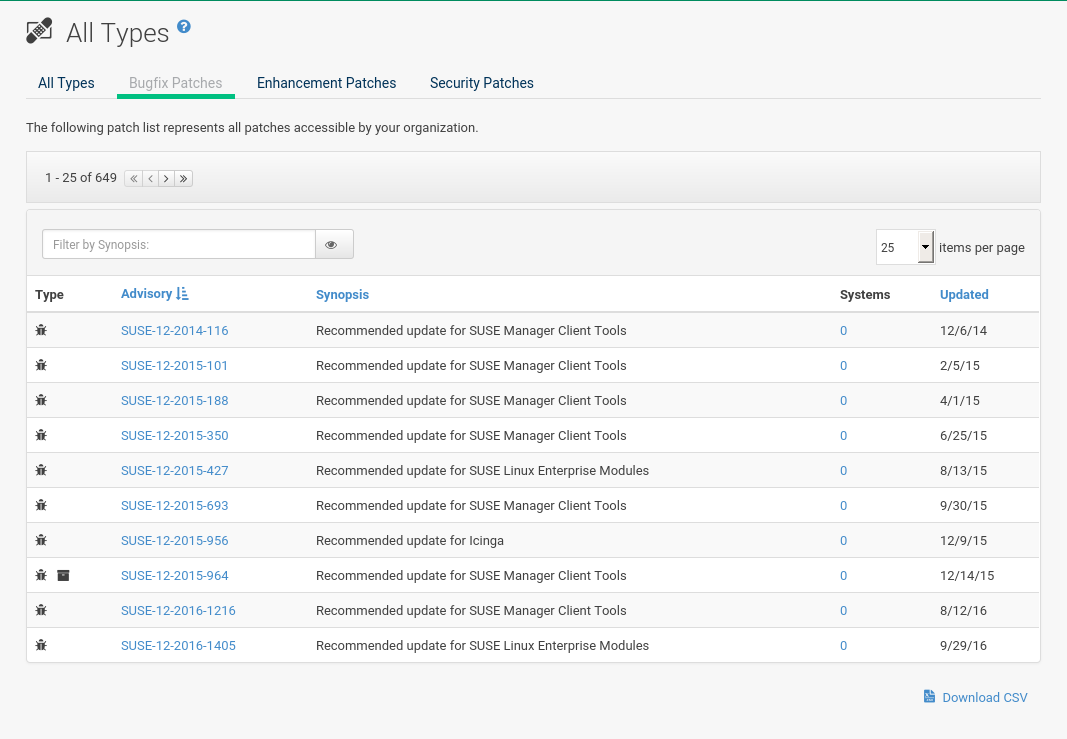 All Types ?
All Types Bugfix Patches Enhancement Patches Security Patches
The following patch list represents all patches accessible by your organization.
1 - 25 of 649
Filter by Synopsis: 25 items per page
Type Advisory Synopsis Systems Updated
SUSE-12-2014-116 Recommended update for SUSE Manager Client Tools 0 12/6/14
SUSE-12-2015-101 Recommended update for SUSE Manager Client Tools 0 2/5/15
SUSE-12-2015-188 Recommended update for SUSE Manager Client Tools 0 4/1/15
SUSE-12-2015-350 Recommended update for SUSE Manager Client Tools 0 6/25/15
SUSE-12-2015-427 Recommended update for SUSE Linux Enterprise Modules 0 8/13/15
SUSE-12-2015-693 Recommended update for SUSE Manager Client Tools 0 9/30/15
SUSE-12-2015-956 Recommended update for Icinga 0 12/9/15
SUSE-12-2015-964 Recommended update for SUSE Manager Client Tools 0 12/14/15
SUSE-12-2016-1216 Recommended update for SUSE Manager Client Tools 0 8/12/16
SUSE-12-2016-1405 Recommended update for SUSE Linux Enterprise Modules 0 9/29/16
Download CSV